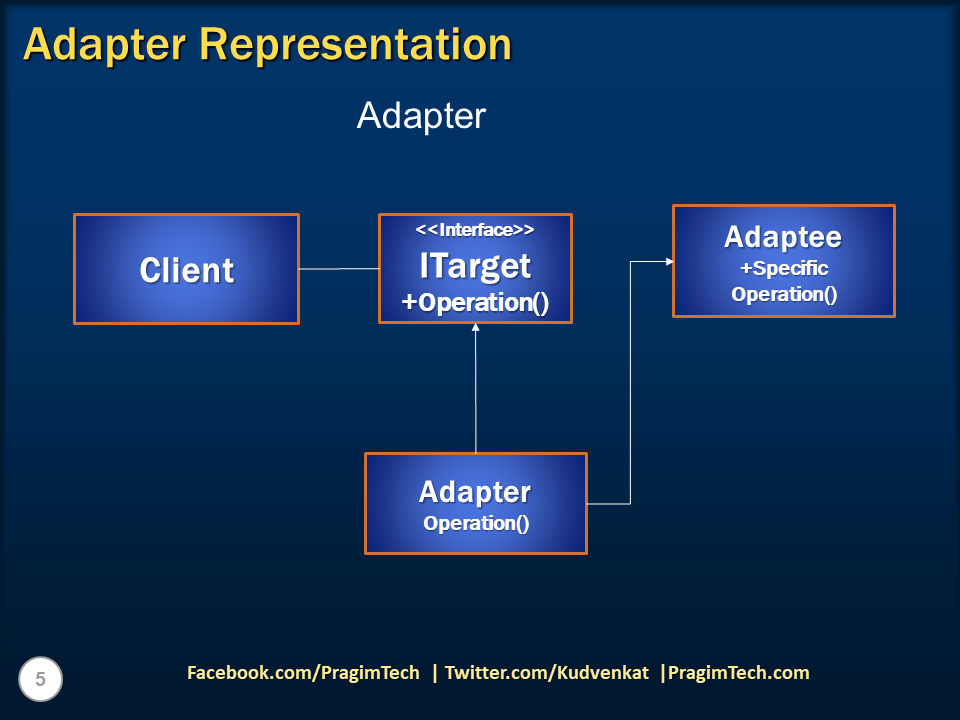 Adapter Representation
Adapter
Client
<<Interface>>
ITarget
+Operation()
Adaptee
+Specific
Operation()
Adapter
Operation()
5
Facebook.com/PragimTech | Twitter.com/Kudvenkat |PragimTech.com